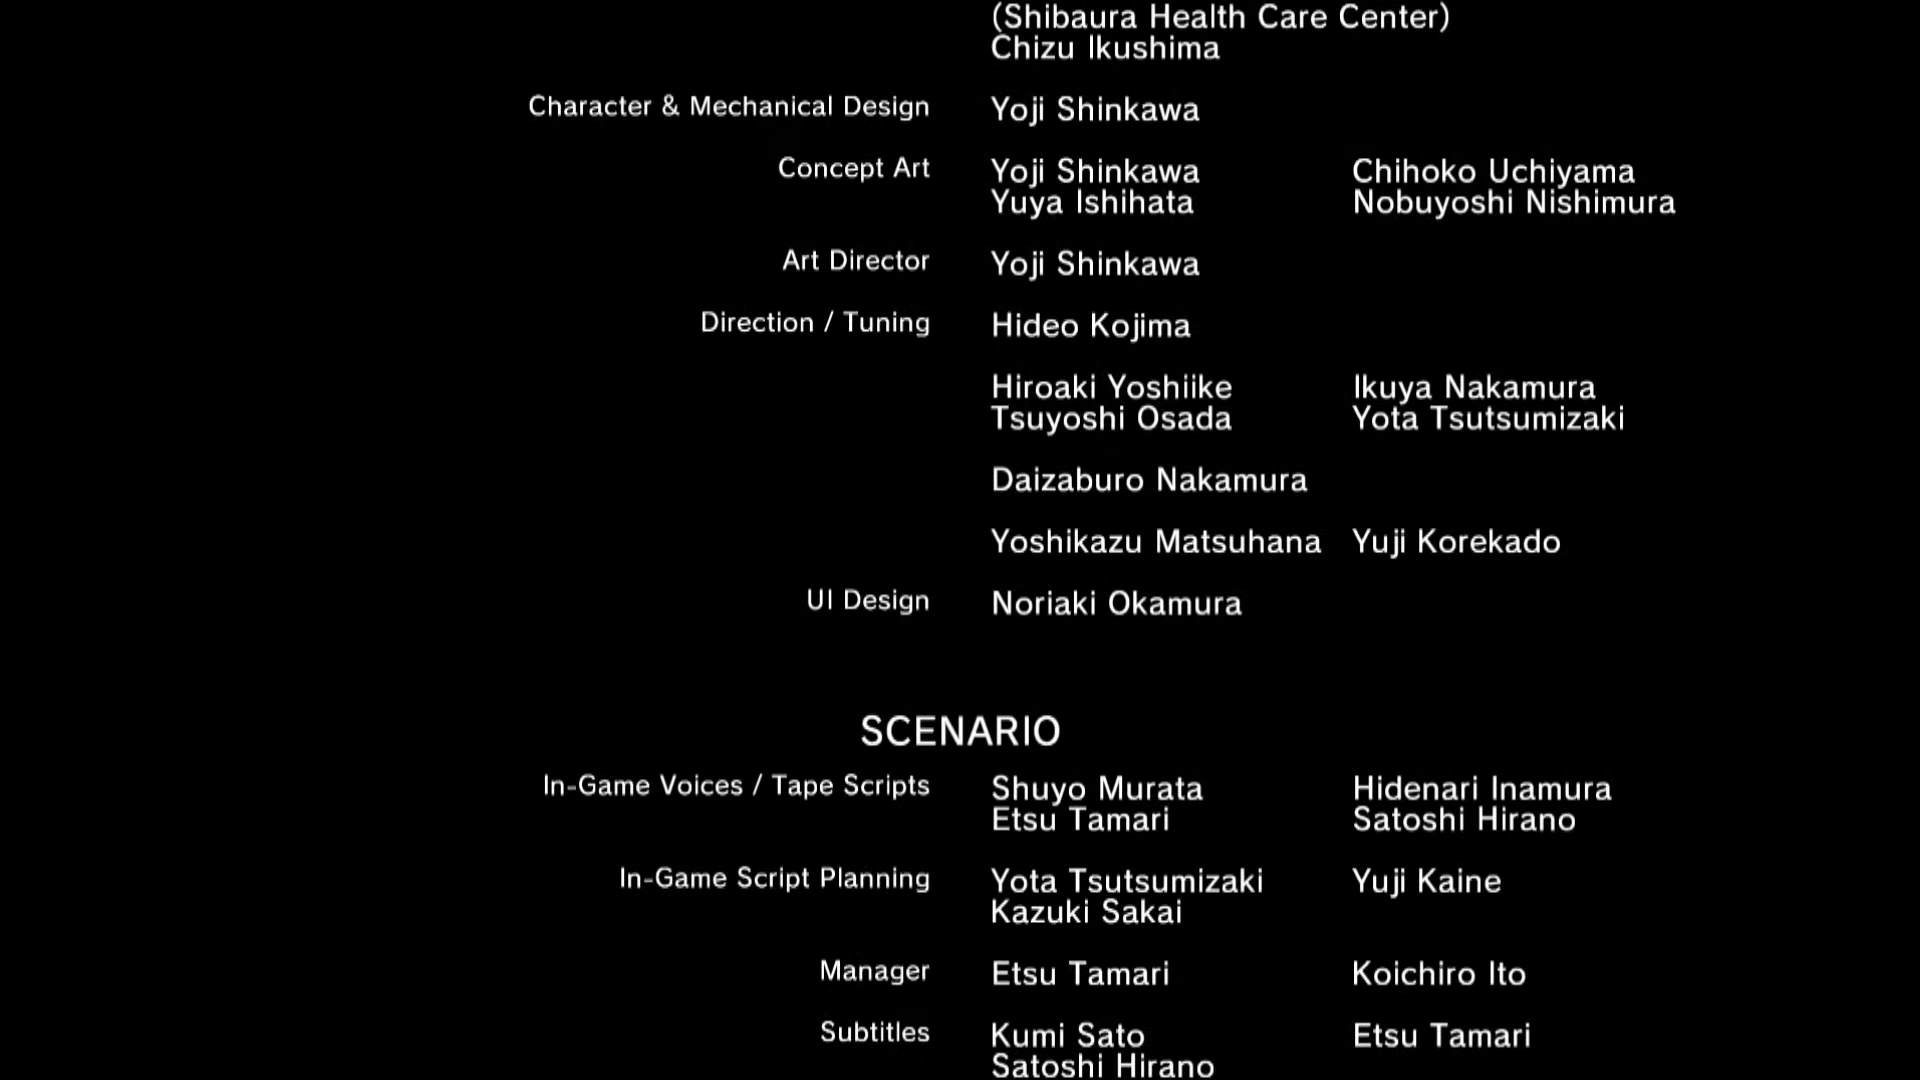 (Shibaura Health Care Center)
Chizu Ikushima
Character & Mechanical Design Yoji Shinkawa
Concept Art Yoji Shinkawa Chihoko Uchiyama
Yuya Ishihata Nobuyoshi Nishimura
Art Director Yoji Shinkawa
Direction / Tuning Hideo Kojima
Hiroaki Yoshiike Ikuya Nakamura
Tsuyoshi Osada Yota Tsutsumizaki
Daizaburo Nakamura
Yoshikazu Matsuhana Yuji Korekado
UI Design Noriaki Okamura
SCENARIO
In-Game Voices / Tape Scripts Shuyo Murata Hidenari Inamura
Etsu Tamari Satoshi Hirano
In-Game Script Planning Yota Tsutsumizaki Yuji Kaine
Kazuki Sakai
Manager Etsu Tamari Koichiro Ito
Subtitles Kumi Sato Etsu Tamari
Satoshi Hirano